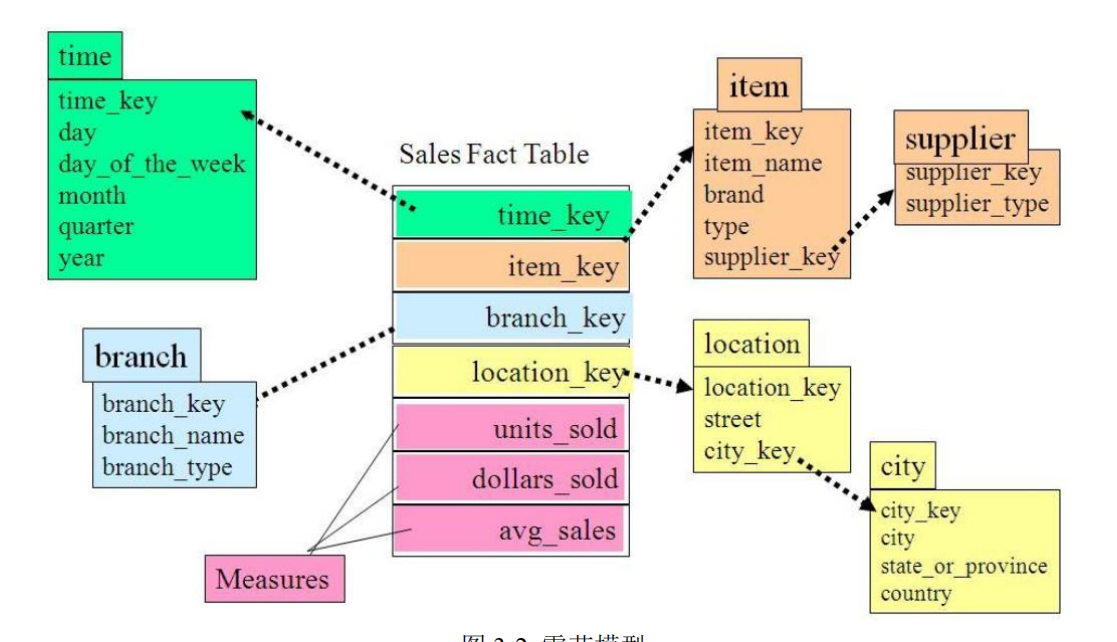 time
time_key
day
day_of_the_week
month
quarter
year
branch
branch_key
branch_name
branch_type
Sales Fact Table
time_key
item_key
branch_key
location_key
units_sold
dollars_sold
avg_sales
Measures
item
item_key
item_name
brand
type
supplier_key
supplier
supplier_key
supplier_type
location
location_key
street
city_key
city
city_key
city
state_or_province
country
图 3-2 雪花模型